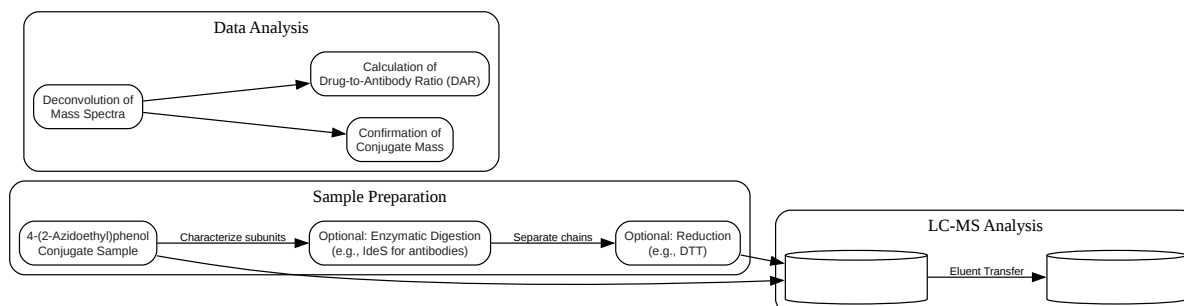 Data Analysis
Calculation of
Drug-to-Antibody Ratio (DAR)
Deconvolution of
Mass Spectra
Confirmation of
Conjugate Mass
Sample Preparation
4-(2-Azidoethyl)phenol
Conjugate Sample
Characterize subunits
Optional: Enzymatic Digestion
(e.g., IdeS for antibodies)
Separate chains
Optional: Reduction
(e.g., DTT)
LC-MS Analysis
Eluent Transfer